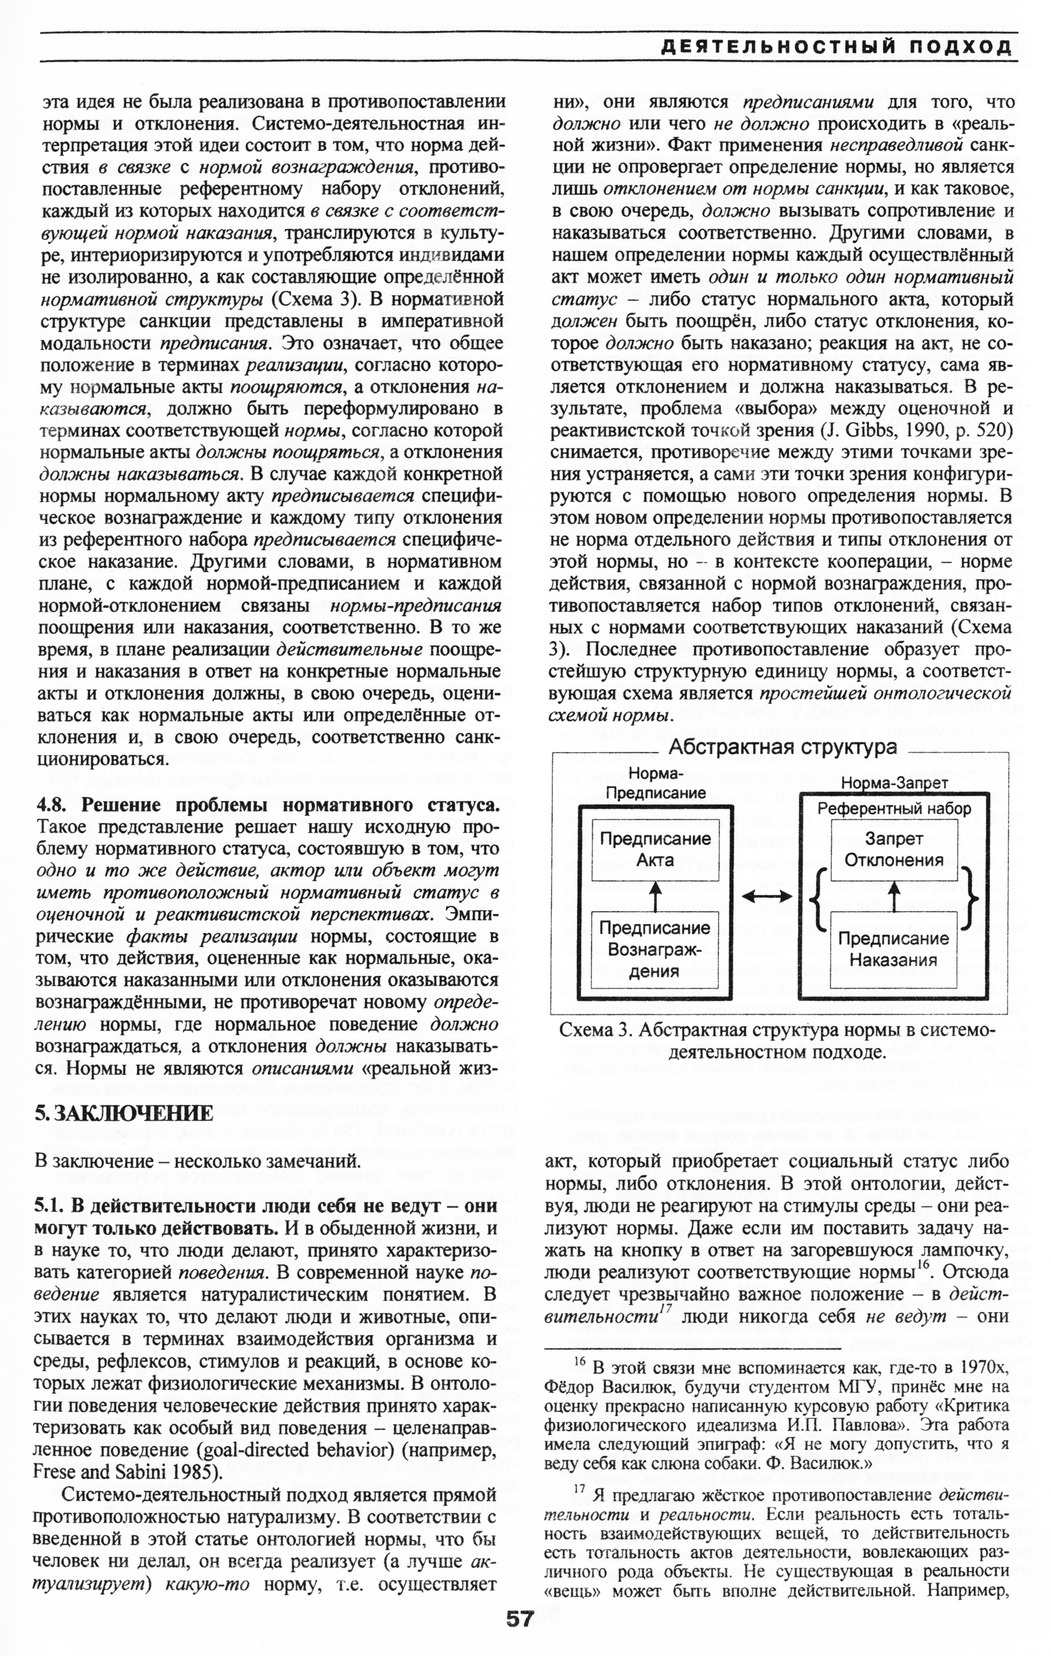 ДЕЯТЕЛЬНОСТНЫЙ ПОДХОД
эта идея не была реализована в противопоставлении
нормы и отклонения. Системо-деятельностная ин-
терпретация этой идеи состоит в том, что норма дей-
ствия в связке с нормой вознаграждения, противо-
поставленные референтному набору отклонений,
каждый из которых находится в связке с соответст-
вующей нормой наказания, транслируются в культу-
ре, интериоризируются и употребляются индивидами
не изолированно, а как составляющие определённой
нормативной структуры (Схема 3). В нормативной
структуре санкции представлены в императивной
модальности предписания. Это означает, что общее
положение в терминах реализации, согласно которо-
му нормальные акты поощряются, а отклонения на-
казываются, должно быть переформулировано в
терминах соответствующей нормы, согласно которой
нормальные акты должны поощряться, а отклонения
должны наказываться. В случае каждой конкретной
нормы нормальному акту предписывается специфи-
ческое вознаграждение и каждому типу отклонения
из референтного набора предписывается специфиче-
ское наказание. Другими словами, в нормативном
плане, с каждой нормой-предписанием и каждой
нормой-отклонением связаны нормы-предписания
поощрения или наказания, соответственно. В то же
время, в плане реализации действительные поощре-
ния и наказания в ответ на конкретные нормальные
акты и отклонения должны, в свою очередь, оцени-
ваться как нормальные акты или определённые от-
клонения и, в свою очередь, соответственно санк-
ционироваться.
4.8. Решение проблемы нормативного статуса.
Такое представление решает нашу исходную про-
блему нормативного статуса, состоявшую в том, что
одно и то же действие, актор или объект могут
иметь противоположный нормативный статус в
оценочной и реактивистской перспективах. Эмпи-
рические факты реализации нормы, состоящие в
том, что действия, оцененные как нормальные, ока-
зываются наказанными или отклонения оказываются
вознаграждёнными, не противоречат новому опреде-
лению нормы, где нормальное поведение должно
вознаграждаться, а отклонения должны наказывать-
ся. Нормы не являются описаниями «реальной жиз-
ни», они являются предписаниями для того, что
должно или чего не должно происходить в «реаль-
ной жизни». Факт применения несправедливой санк-
ции не опровергает определение нормы, но является
лишь отклонением от нормы санкции, и как таковое,
в свою очередь, должно вызывать сопротивление и
наказываться соответственно. Другими словами, в
нашем определении нормы каждый осуществлённый
акт может иметь один и только один нормативный
статус – либо статус нормального акта, который
должен быть поощрён, либо статус отклонения, ко-
торое должно быть наказано; реакция на акт, не со-
ответствующая его нормативному статусу, сама яв-
ляется отклонением и должна наказываться. В ре-
зультате, проблема «выбора» между оценочной и
реактивистской точкой зрения (J. Gibbs, 1990, p. 520)
снимается, противоречие между этими точками зре-
ния устраняется, а сами эти точки зрения конфигури-
руются с помощью нового определения нормы. В
этом новом определении нормы противопоставляется
не норма отдельного действия и типы отклонения от
этой нормы, но – в контексте кооперации, – норме
действия, связанной с нормой вознаграждения, про-
тивопоставляется набор типов отклонений, связан-
ных с нормами соответствующих наказаний (Схема
3). Последнее противопоставление образует про-
стейшую структурную единицу нормы, а соответст-
вующая схема является простейшей онтологической
схемой нормы.
Абстрактная структура
Норма-
Предписание
Предписание
Акта
Предписание
Вознаграж-
дения
Норма-Запрет
Референтный набор
Запрет
Отклонения
Предписание
Наказания
Схема 3. Абстрактная структура нормы в системо-
деятельностном подходе.
5. ЗАКЛЮЧЕНИЕ
В заключение – несколько замечаний.
5.1. В действительности люди себя не ведут – они
могут только действовать. И в обыденной жизни, и
в науке то, что люди делают, принято характеризо-
вать категорией поведения. В современной науке по-
ведение является натуралистическим понятием. В
этих науках то, что делают люди и животные, опи-
сывается в терминах взаимодействия организма и
среды, рефлексов, стимулов и реакций, в основе ко-
торых лежат физиологические механизмы. В онтоло-
гии поведения человеческие действия принято харак-
теризовать как особый вид поведения – целенаправ-
ленное поведение (goal-directed behavior) (например,
Frese and Sabini 1985).
Системо-деятельностный подход является прямой
противоположностью натурализму. В соответствии с
введенной в этой статье онтологией нормы, что бы
человек ни делал, он всегда реализует (а лучше ак-
туализирует) какую-то норму, т.е. осуществляет
акт, который приобретает социальный статус либо
нормы, либо отклонения. В этой онтологии, дейст-
вуя, люди не реагируют на стимулы среды – они реа-
лизуют нормы. Даже если им поставить задачу на-
жать на кнопку в ответ на загоревшуюся лампочку,
люди реализуют соответствующие нормы16. Отсюда
следует чрезвычайно важное положение – в дейст-
вительности17 люди никогда себя не ведут – они
16 В этой связи мне вспоминается как, где-то в 1970х,
Фёдор Василюк, будучи студентом МГУ, принёс мне на
оценку прекрасно написанную курсовую работу «Критика
физиологического идеализма И.П. Павлова». Эта работа
имела следующий эпиграф: «Я не могу допустить, что я
веду себя как слюна собаки. Ф. Василюк.»
17 Я предлагаю жёсткое противопоставление действи-
тельности и реальности. Если реальность есть тоталь-
ность взаимодействующих вещей, то действительность
есть тотальность актов деятельности, вовлекающих раз-
личного рода объекты. Не существующая в реальности
«вещь» может быть вполне действительной. Например,
57